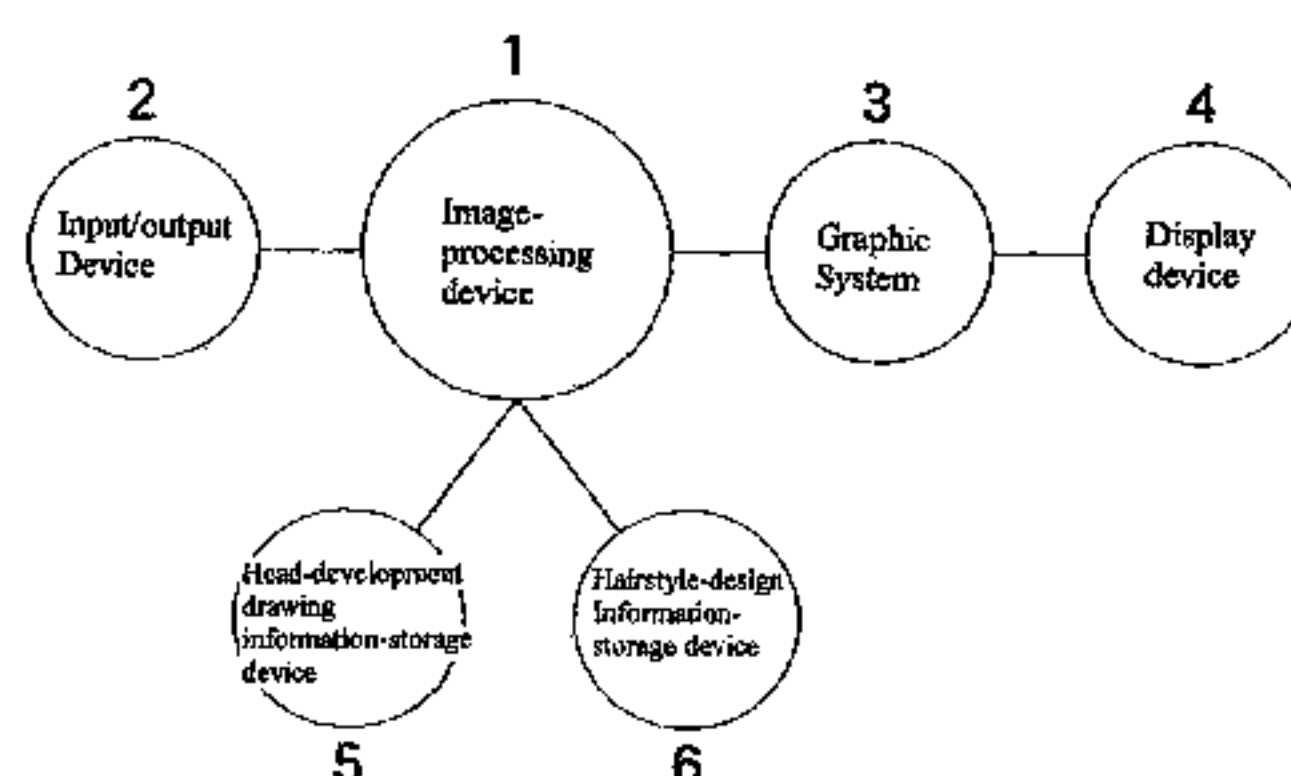 1
2
3
4
Input/output
Device
Image-
processing
device
Graphic
System
Display
device
Head-development
drawing
information-storage
device
Hairstyle-design
Information-
storage device
5
6